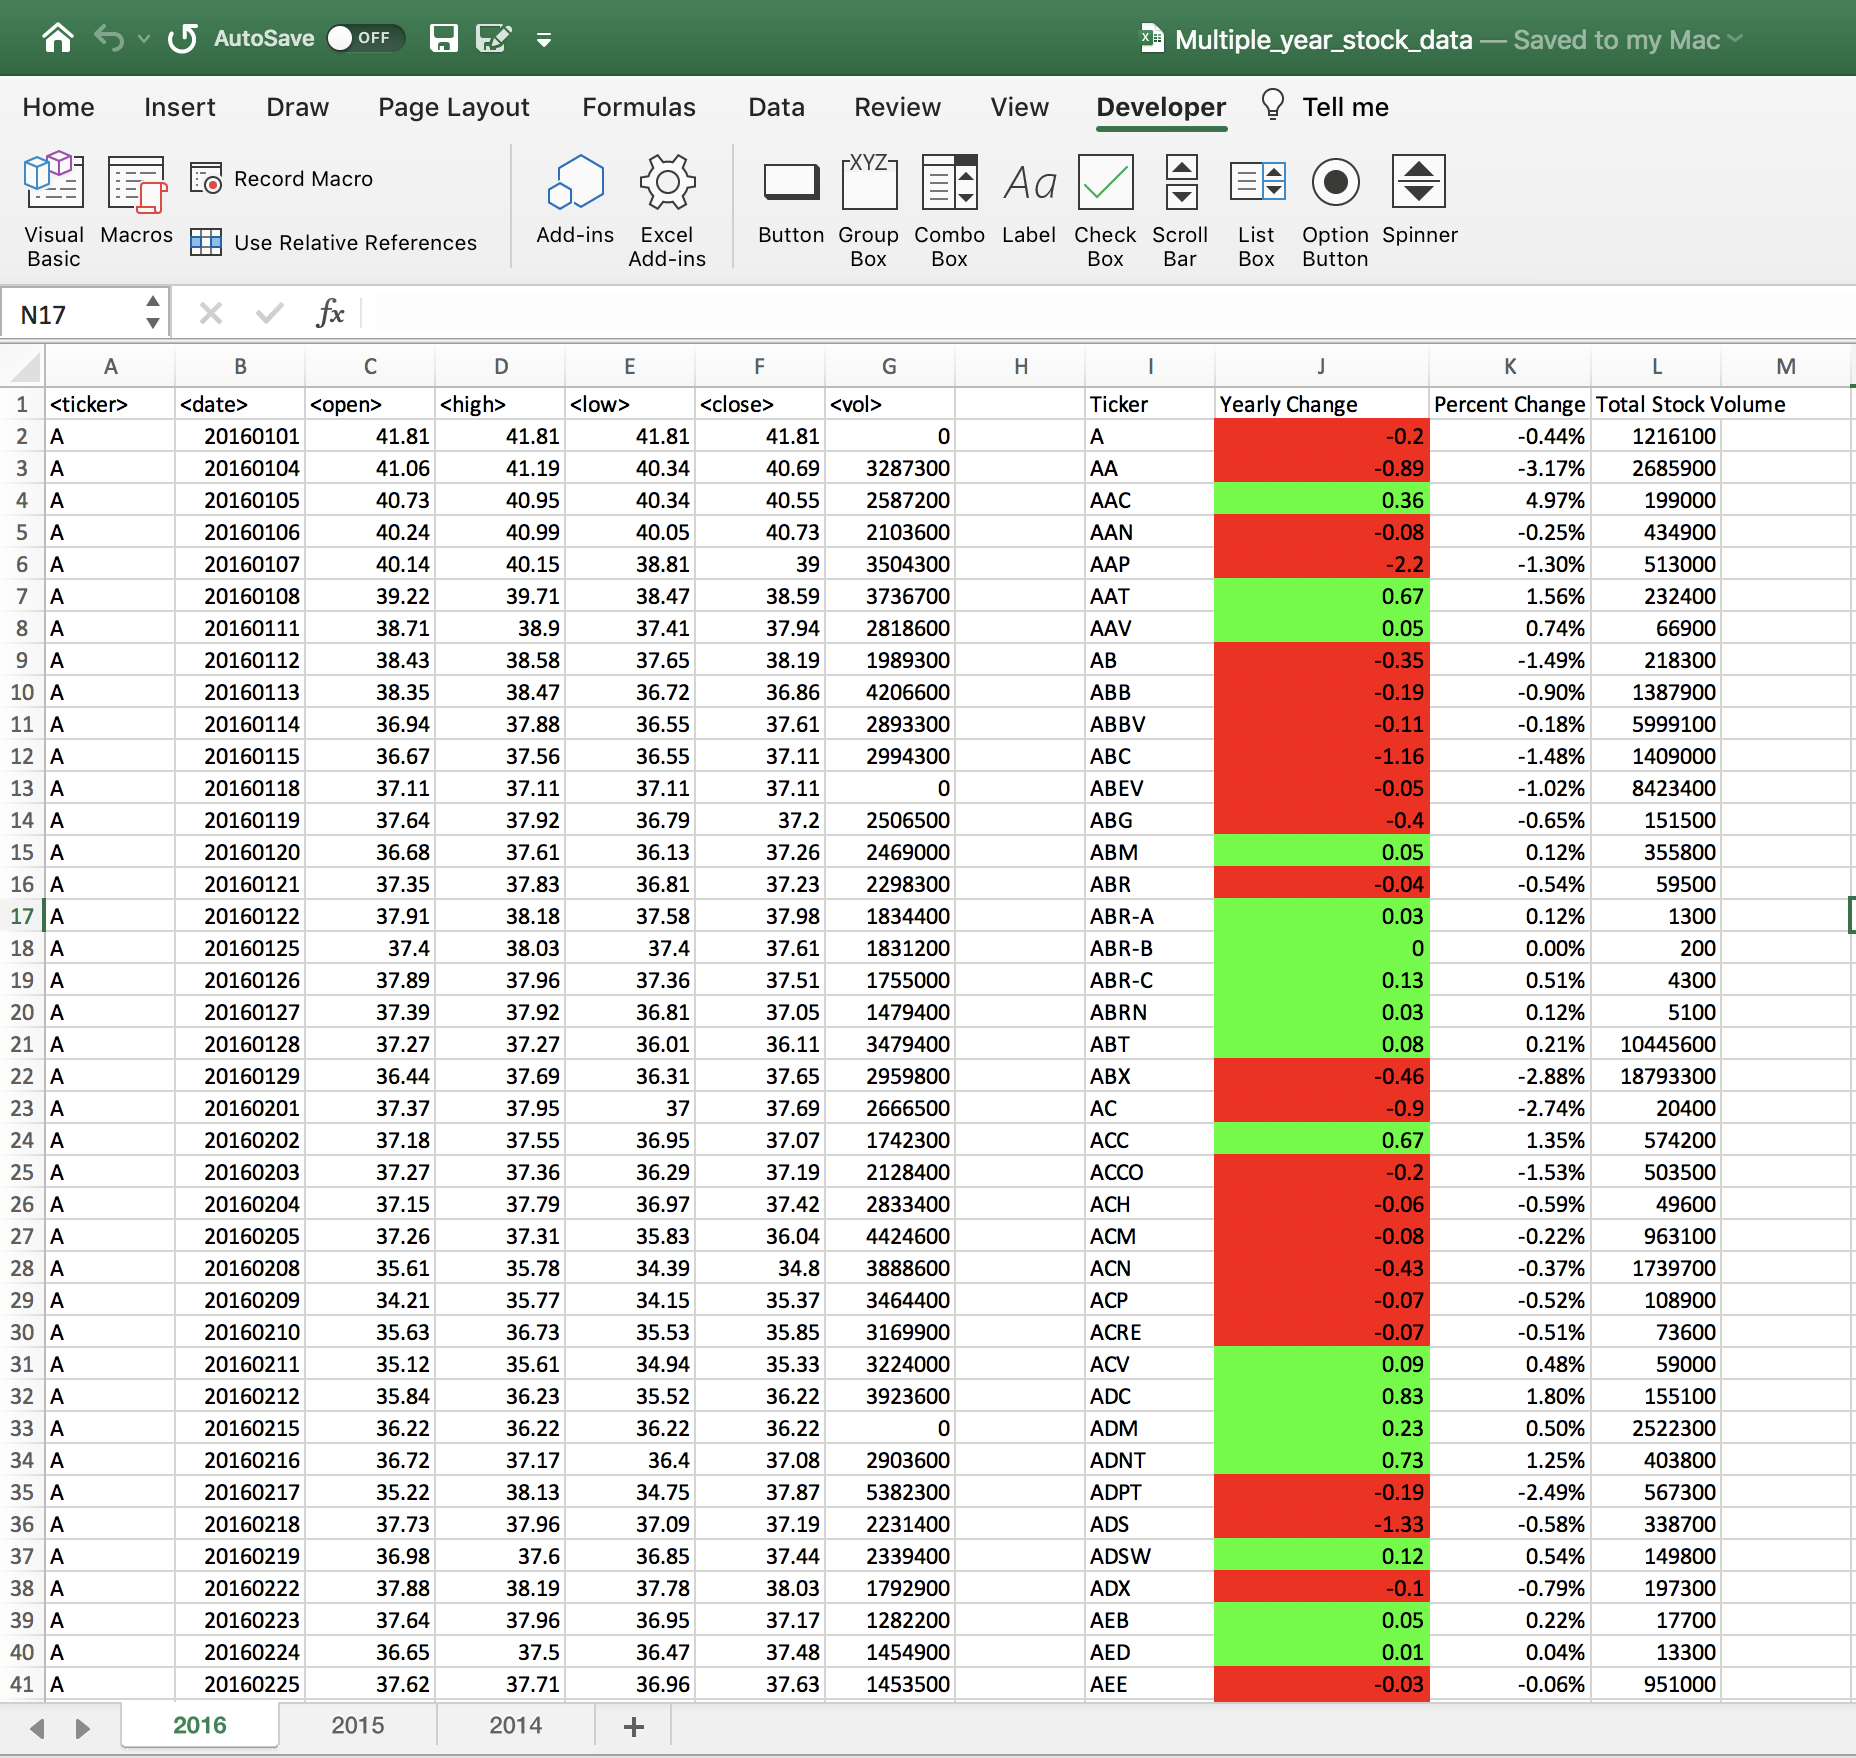 AutoSave OFF Multiple_year_stock_data — Saved to my Mac
Home Insert Draw Page Layout Formulas Data Review View Developer Tell me
Visual Basic Macros Record Macro Use Relative References Add-ins Excel Add-ins Button XYZ Group Box Combo Box Aa Label Check Box Scroll Bar List Box Option Button Spinner
N17 fx
A B C D E F G H I J K L M
1 <ticker> <date> <open> <high> <low> <close> <vol> Ticker Yearly Change Percent Change Total Stock Volume
2 A 20160101 41.81 41.81 41.81 41.81 0 A -0.2 -0.44% 1216100
3 A 20160104 41.06 41.19 40.34 40.69 3287300 AA -0.89 -3.17% 2685900
4 A 20160105 40.73 40.95 40.34 40.55 2587200 AAC 0.36 4.97% 199000
5 A 20160106 40.24 40.99 40.05 40.73 2103600 AAN -0.08 -0.25% 434900
6 A 20160107 40.14 40.15 38.81 39 3504300 AAP -2.2 -1.30% 513000
7 A 20160108 39.22 39.71 38.47 38.59 3736700 AAT 0.67 1.56% 232400
8 A 20160111 38.71 38.9 37.41 37.94 2818600 AAV 0.05 0.74% 66900
9 A 20160112 38.43 38.58 37.65 38.19 1989300 AB -0.35 -1.49% 218300
10 A 20160113 38.35 38.47 36.72 36.86 4206600 ABB -0.19 -0.90% 1387900
11 A 20160114 36.94 37.88 36.55 37.61 2893300 ABBV -0.11 -0.18% 5999100
12 A 20160115 36.67 37.56 36.55 37.11 2994300 ABC -1.16 -1.48% 1409000
13 A 20160118 37.11 37.11 37.11 37.11 0 ABEV -0.05 -1.02% 8423400
14 A 20160119 37.64 37.92 36.79 37.2 2506500 ABG -0.4 -0.65% 151500
15 A 20160120 36.68 37.61 36.13 37.26 2469000 ABM 0.05 0.12% 355800
16 A 20160121 37.35 37.83 36.81 37.23 2298300 ABR -0.04 -0.54% 59500
17 A 20160122 37.91 38.18 37.58 37.98 1834400 ABR-A 0.03 0.12% 1300
18 A 20160125 37.4 38.03 37.4 37.61 1831200 ABR-B 0 0.00% 200
19 A 20160126 37.89 37.96 37.36 37.51 1755000 ABR-C 0.13 0.51% 4300
20 A 20160127 37.39 37.92 36.81 37.05 1479400 ABRN 0.03 0.12% 5100
21 A 20160128 37.27 37.27 36.01 36.11 3479400 ABT 0.08 0.21% 10445600
22 A 20160129 36.44 37.69 36.31 37.65 2959800 ABX -0.46 -2.88% 18793300
23 A 20160201 37.37 37.95 37 37.69 2666500 AC -0.9 -2.74% 20400
24 A 20160202 37.18 37.55 36.95 37.07 1742300 ACC 0.67 1.35% 574200
25 A 20160203 37.27 37.36 36.29 37.19 2128400 ACCO -0.2 -1.53% 503500
26 A 20160204 37.15 37.79 36.97 37.42 2833400 ACH -0.06 -0.59% 49600
27 A 20160205 37.26 37.31 35.83 36.04 4424600 ACM -0.08 -0.22% 963100
28 A 20160208 35.61 35.78 34.39 34.8 3888600 ACN -0.43 -0.37% 1739700
29 A 20160209 34.21 35.77 34.15 35.37 3464400 ACP -0.07 -0.52% 108900
30 A 20160210 35.63 36.73 35.53 35.85 3169900 ACRE -0.07 -0.51% 73600
31 A 20160211 35.12 35.61 34.94 35.33 3224000 ACV 0.09 0.48% 59000
32 A 20160212 35.84 36.23 35.52 36.22 3923600 ADC 0.83 1.80% 155100
33 A 20160215 36.22 36.22 36.22 36.22 0 ADM 0.23 0.50% 2522300
34 A 20160216 36.72 37.17 36.4 37.08 2903600 ADNT 0.73 1.25% 403800
35 A 20160217 35.22 38.13 34.75 37.87 5382300 ADPT -0.19 -2.49% 567300
36 A 20160218 37.73 37.96 37.09 37.19 2231400 ADS -1.33 -0.58% 338700
37 A 20160219 36.98 37.6 36.85 37.44 2339400 ADSW 0.12 0.54% 149800
38 A 20160222 37.88 38.19 37.78 38.03 1792900 ADX -0.1 -0.79% 197300
39 A 20160223 37.64 37.96 36.95 37.17 1282200 AEB 0.05 0.22% 17700
40 A 20160224 36.65 37.5 36.47 37.48 1454900 AED 0.01 0.04% 13300
41 A 20160225 37.62 37.71 36.96 37.63 1453500 AEE -0.03 -0.06% 951000
2016 2015 2014 +